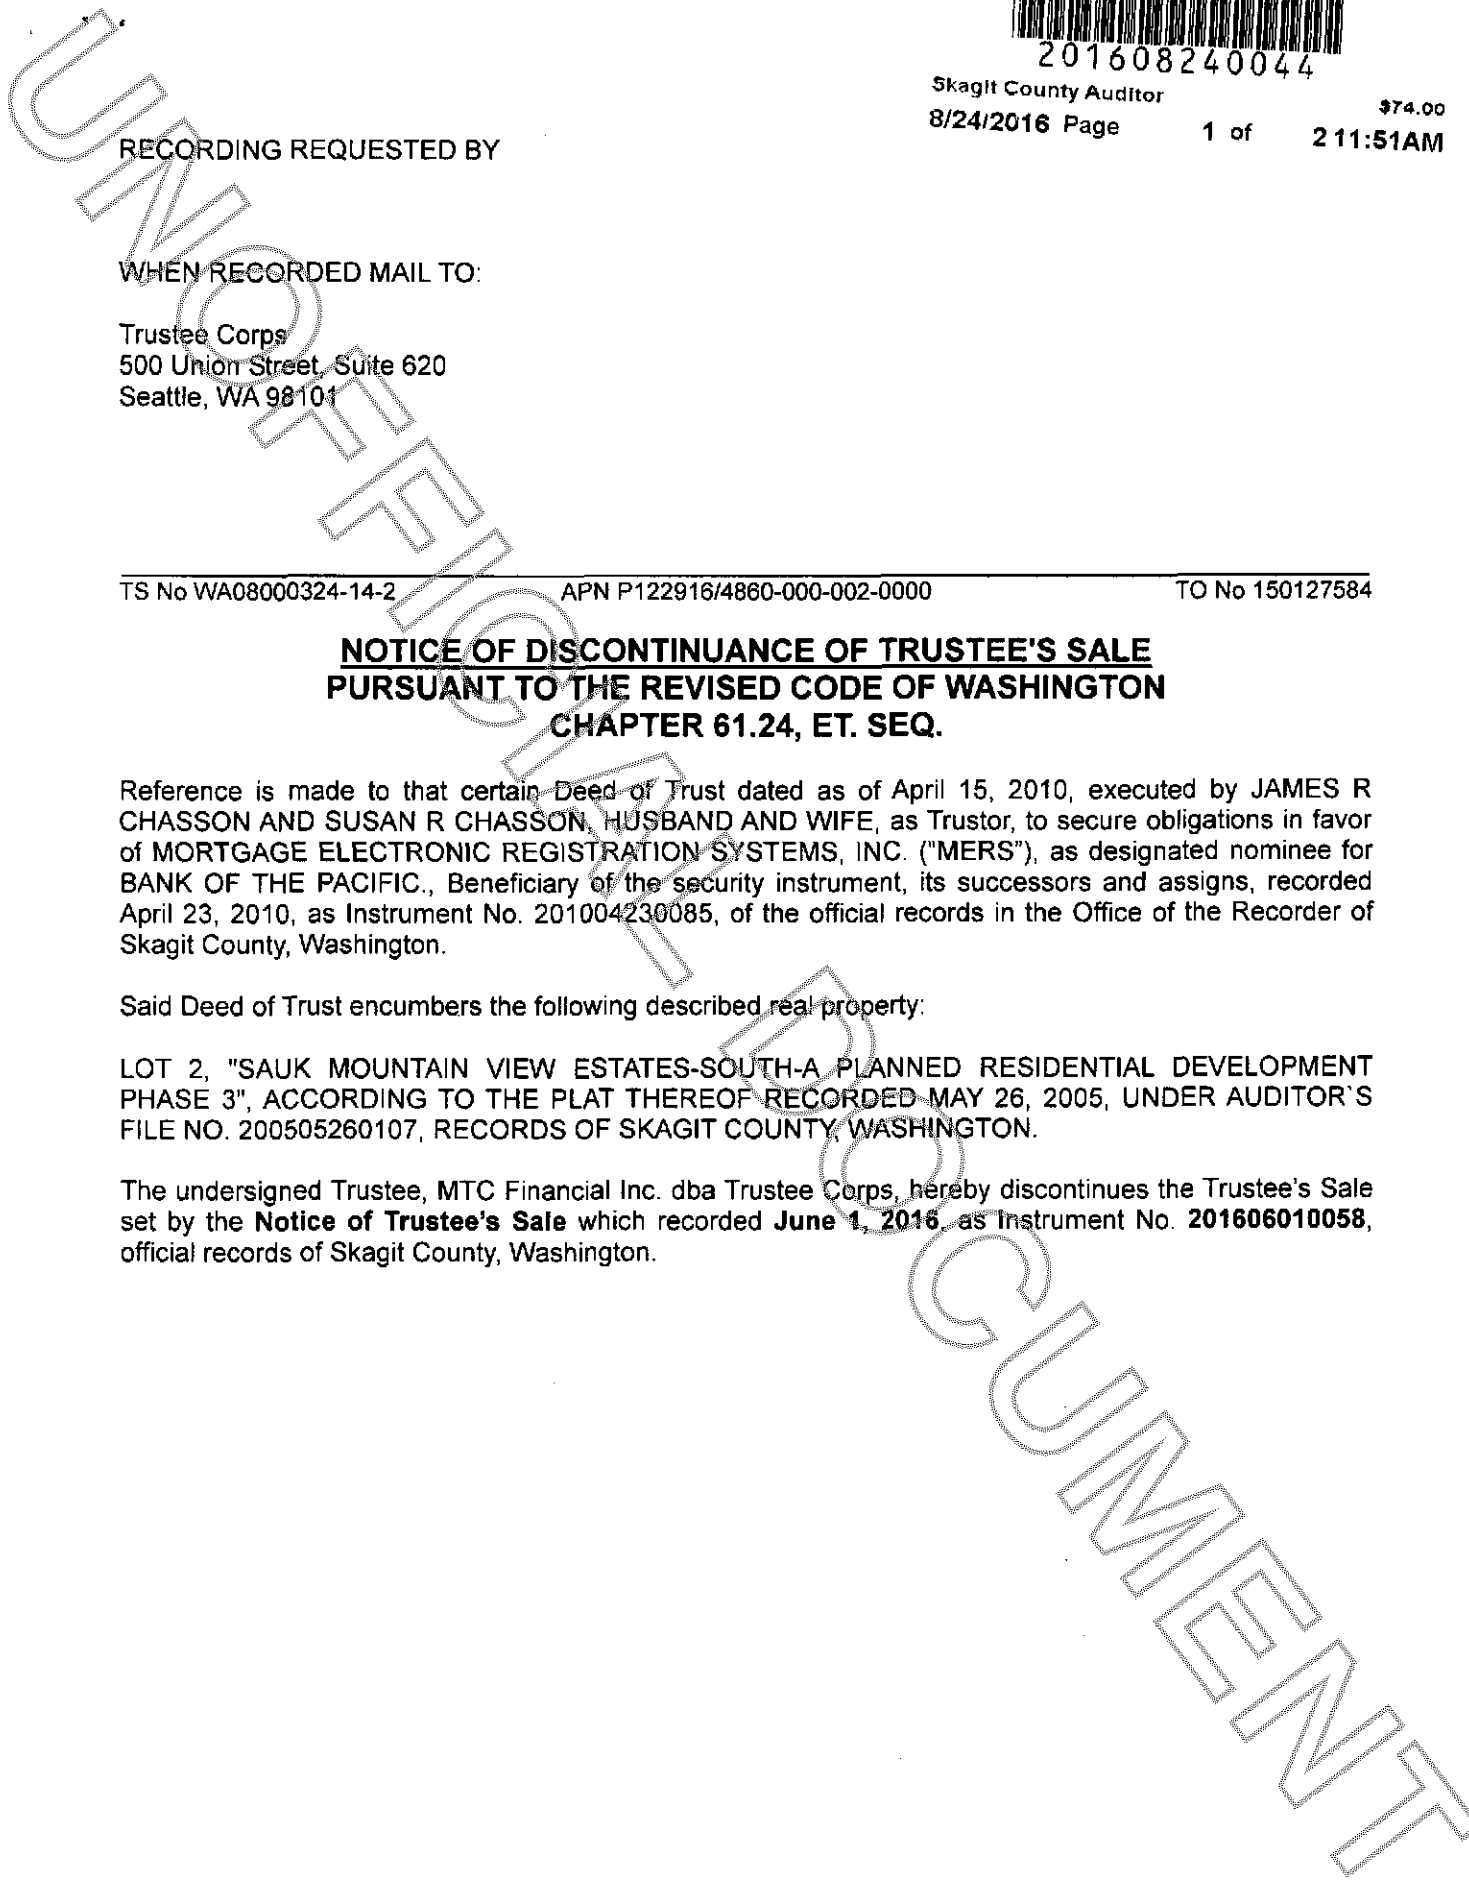 201608240044
Skagit County Auditor
$74.00
8/24/2016 Page 1 of 2 11:51AM
RECORDING REQUESTED BY
WHEN RECORDED MAIL TO:
Trustee Corps
500 Union Street, Suite 620
Seattle, WA 98101
TS No WA08000324-14-2 APN P122916/4860-000-002-0000 TO No 150127584
NOTICE OF DISCONTINUANCE OF TRUSTEE'S SALE
PURSUANT TO THE REVISED CODE OF WASHINGTON
CHAPTER 61.24, ET. SEQ.
Reference is made to that certain Deed of Trust dated as of April 15, 2010, executed by JAMES R
CHASSON AND SUSAN R CHASSON, HUSBAND AND WIFE, as Trustor, to secure obligations in favor
of MORTGAGE ELECTRONIC REGISTRATION SYSTEMS, INC. ("MERS"), as designated nominee for
BANK OF THE PACIFIC., Beneficiary of the security instrument, its successors and assigns, recorded
April 23, 2010, as Instrument No. 201004230085, of the official records in the Office of the Recorder of
Skagit County, Washington.
Said Deed of Trust encumbers the following described real property:
LOT 2, "SAUK MOUNTAIN VIEW ESTATES-SOUTH-A PLANNED RESIDENTIAL DEVELOPMENT
PHASE 3", ACCORDING TO THE PLAT THEREOF RECORDED MAY 26, 2005, UNDER AUDITOR`S
FILE NO. 200505260107, RECORDS OF SKAGIT COUNTY, WASHINGTON.
The undersigned Trustee, MTC Financial Inc. dba Trustee Corps, hereby discontinues the Trustee's Sale
set by the Notice of Trustee's Sale which recorded June 1, 2016, as Instrument No. 201606010058,
official records of Skagit County, Washington.
UNOFFICIAL DOCUMENT